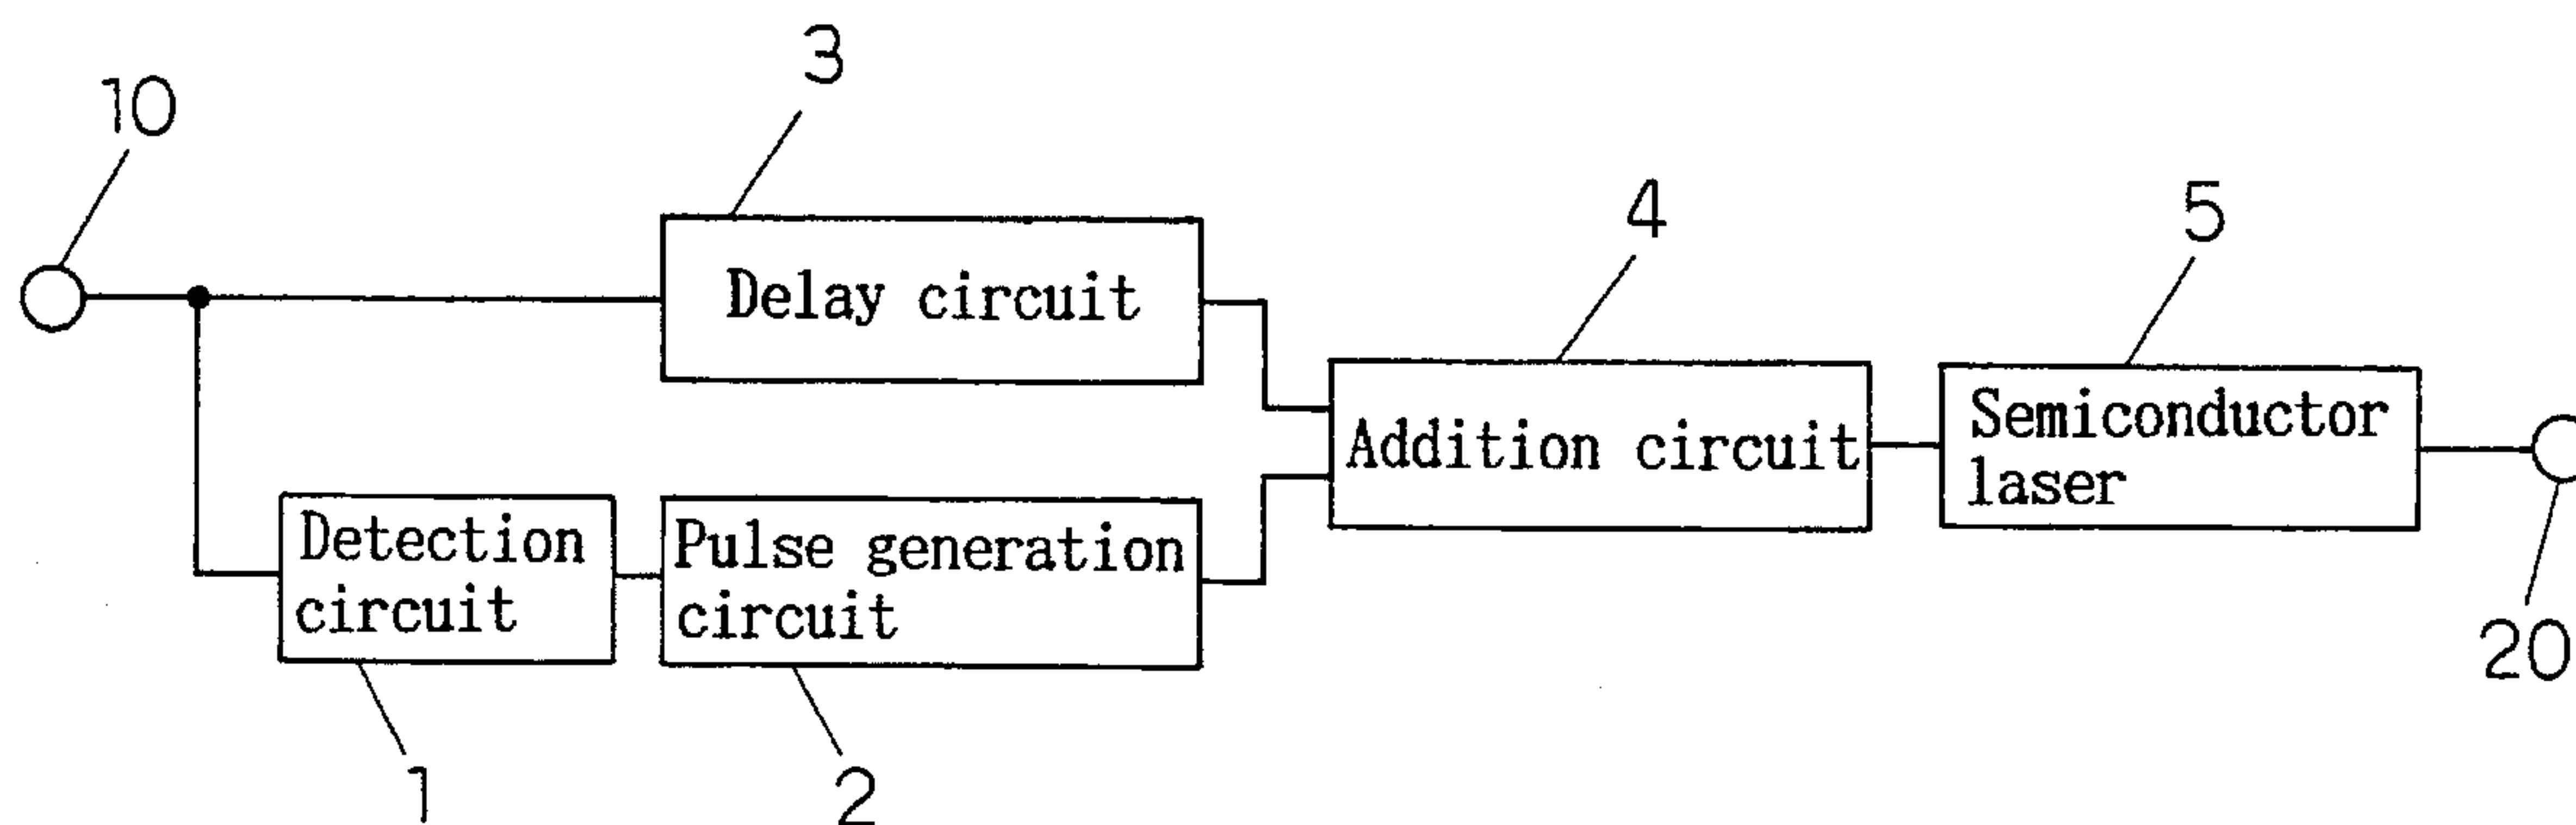 3
10
4
5
Delay circuit
Semiconductor
laser
Addition circuit
Detection
circuit
Pulse generation
circuit
20
1
2